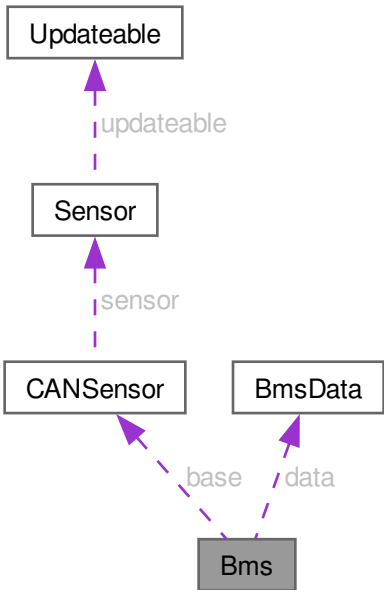 Updateable
updateable
Sensor
sensor
CANSensor
BmsData
base
data
Bms